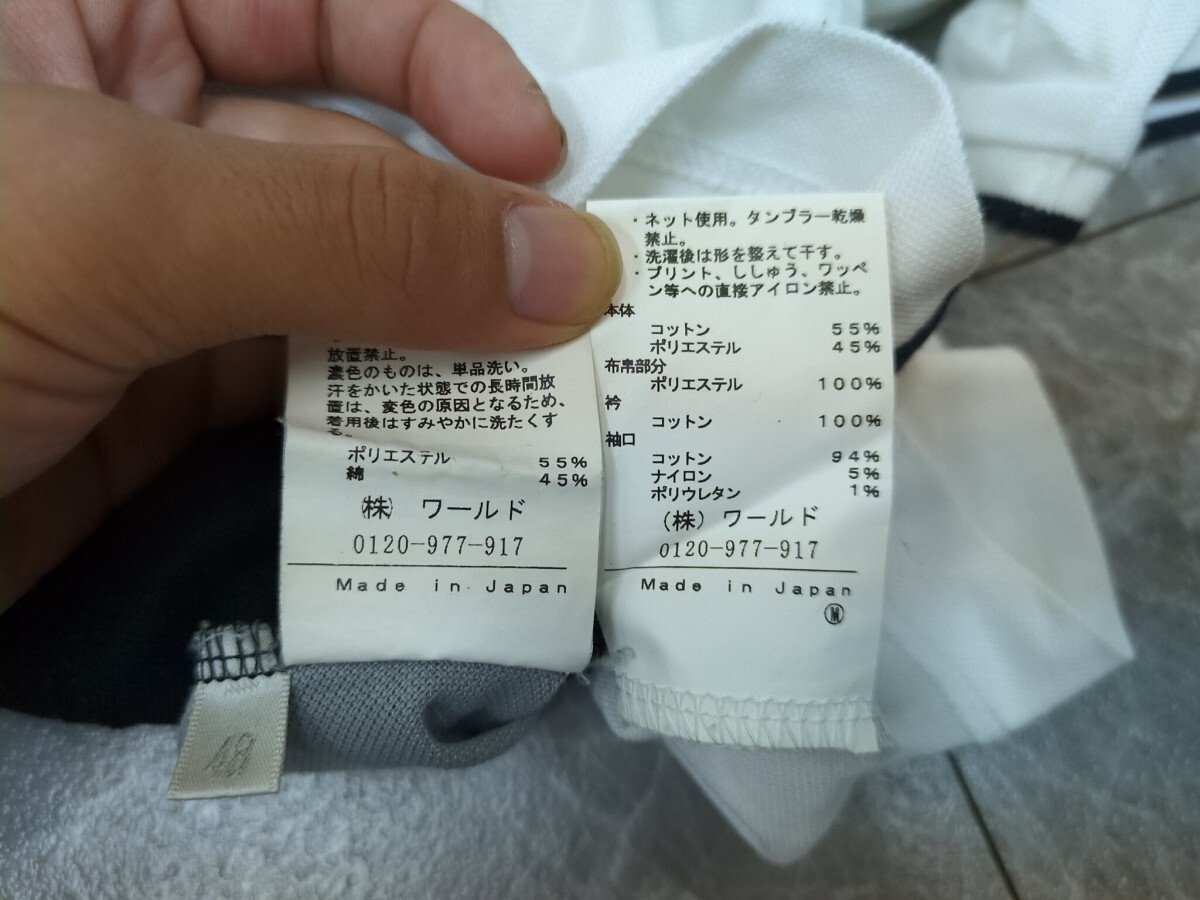 放置禁止。
濃色のものは、単品洗い。
汗をかいた状態での長時間放
置は、変色の原因となるため、
着用後はすみやかに洗たくす
る。
ポリエステル 55%
綿 45%
㈱ ワールド
0120-977-917
Made in Japan
48
・ネット使用。タンブラー乾燥
禁止。
・洗濯後は形を整えて干す。
・プリント、ししゅう、ワッペ
ン等への直接アイロン禁止。
本体
コットン 55%
ポリエステル 45%
布帛部分
ポリエステル 100%
衿
コットン 100%
袖口
コットン 94%
ナイロン 5%
ポリウレタン 1%
(株) ワールド
0120-977-917
Made in Japan
Ⓜ